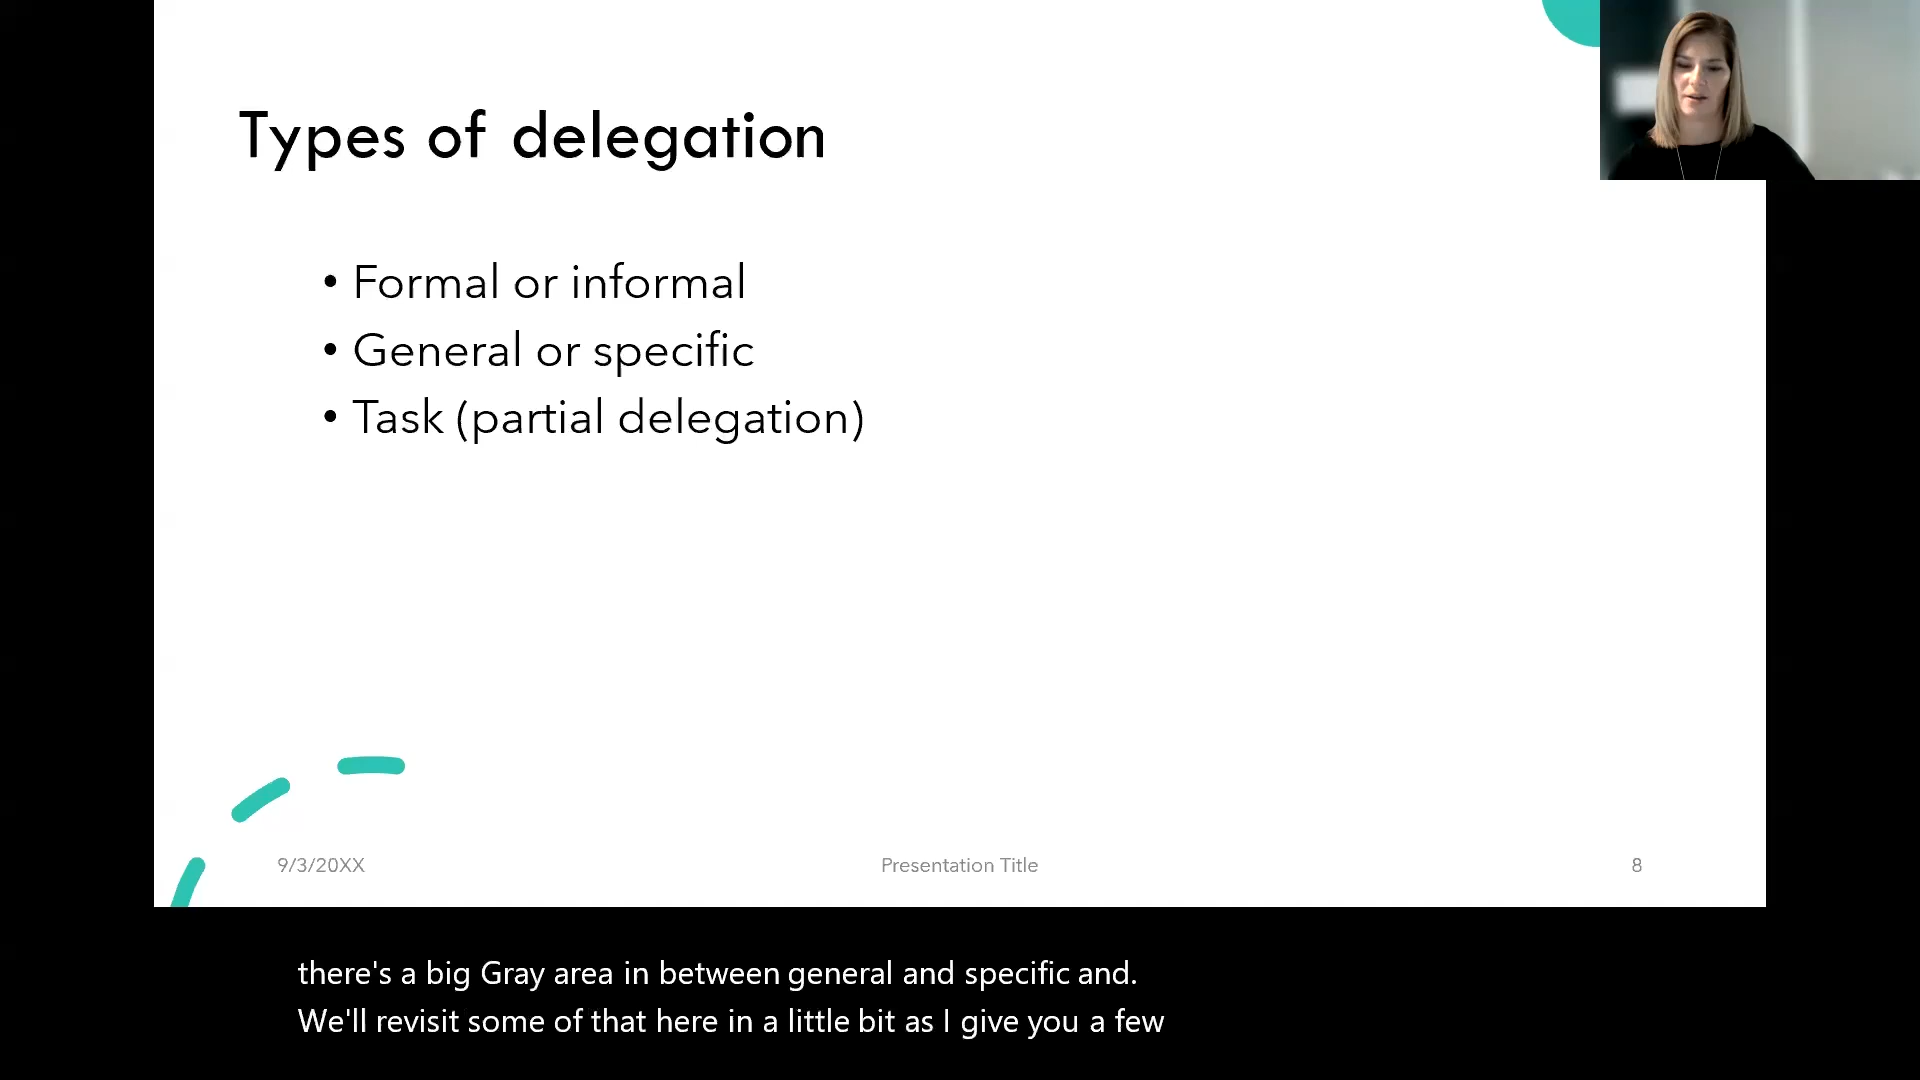 Types of delegation
• Formal or informal
• General or specific
• Task (partial delegation)
9/3/20XX
Presentation Title
8
there's a big Gray area in between general and specific and.
We'll revisit some of that here in a little bit as I give you a few